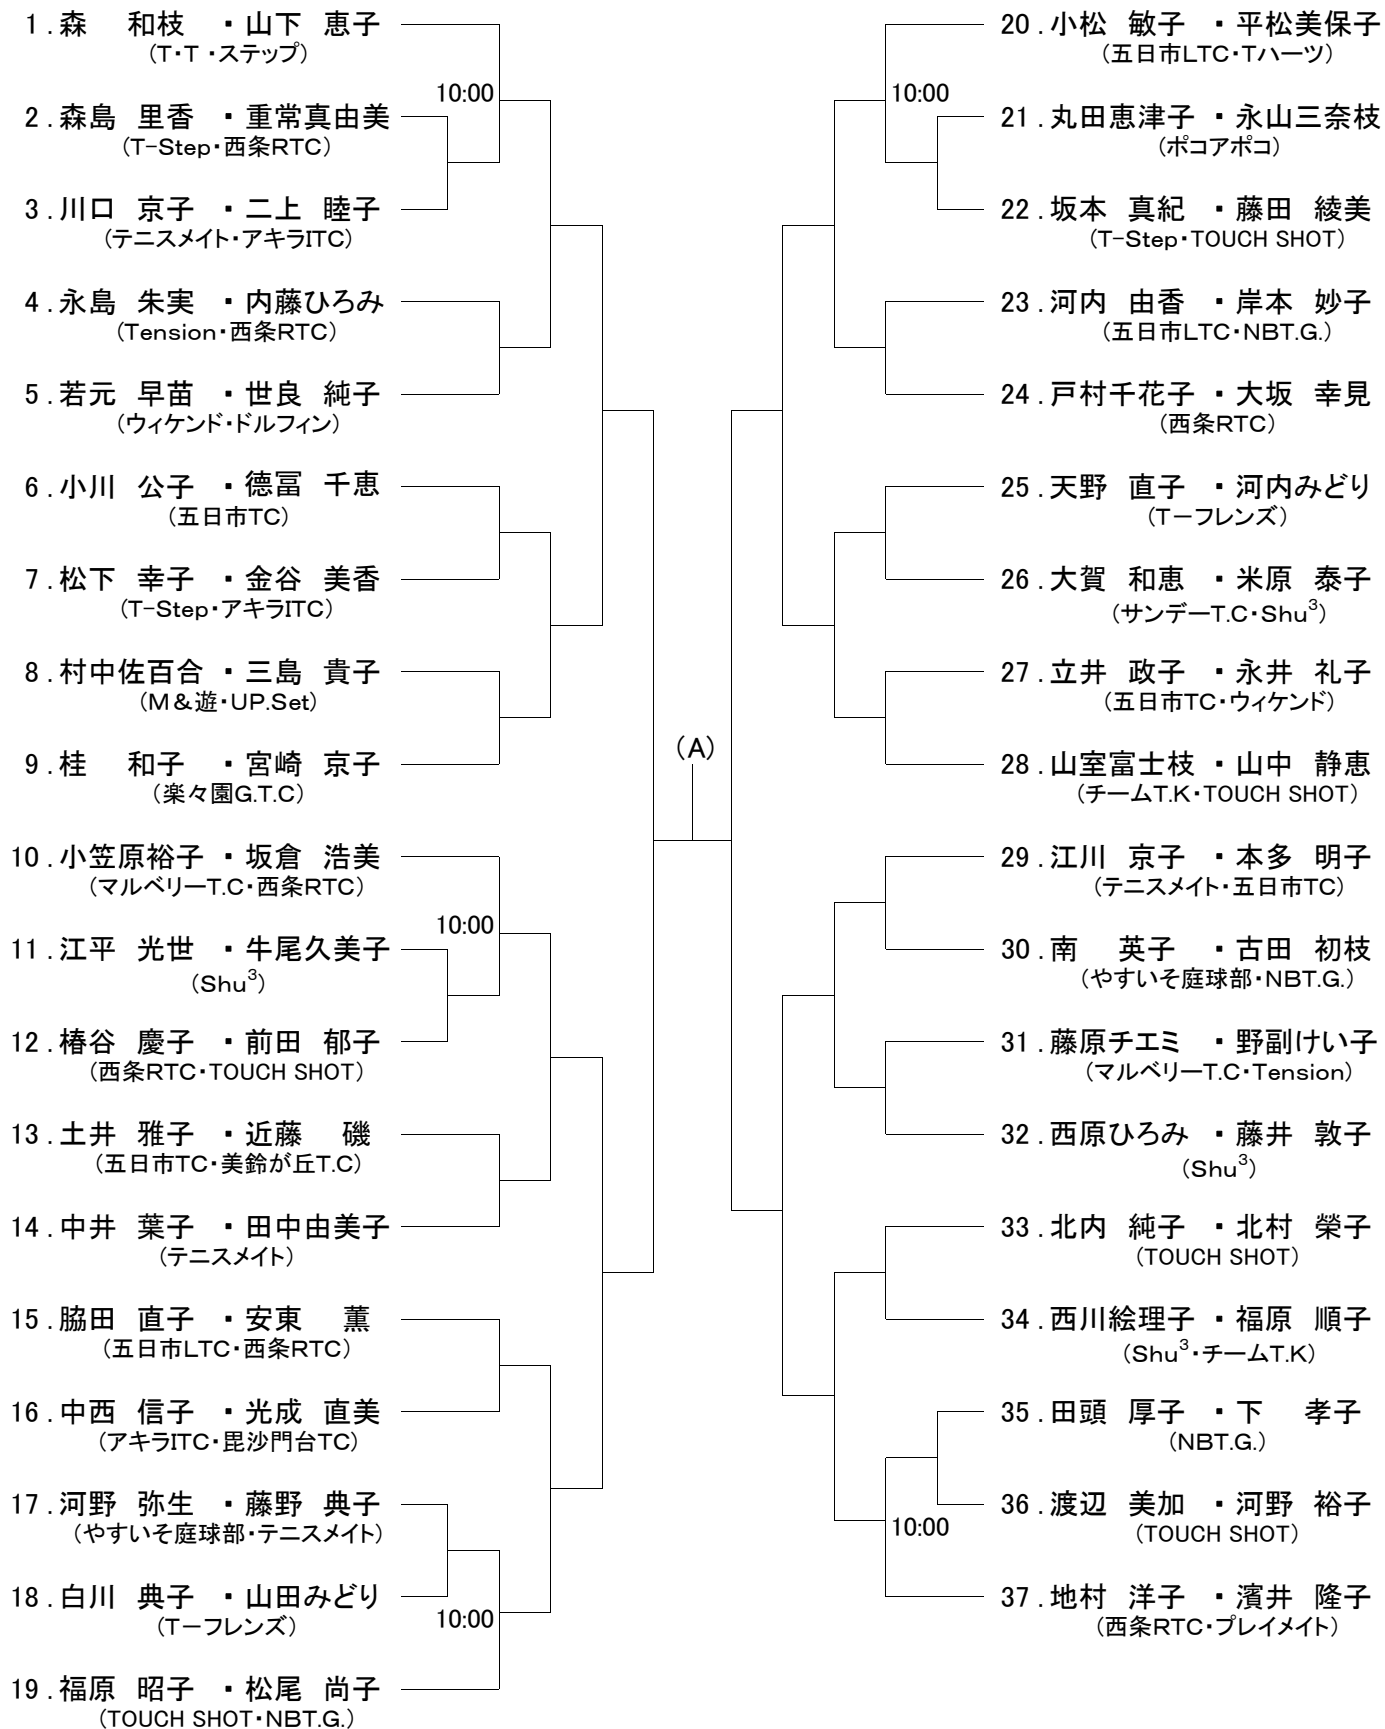 1．森　和枝 ・山下　恵子
（T・T ・ステップ）
10:00
2．森島　里香 ・重常真由美
（T-Step・西条RTC）
3．川口　京子 ・二上　睦子
（テニスメイト・アキラITC）
4．永島　朱実 ・内藤ひろみ
（Tension・西条RTC）
5．若元　早苗 ・世良　純子
（ウィケンド・ドルフィン）
6．小川　公子 ・德冨　千恵
（五日市TC）
7．松下　幸子 ・金谷　美香
（T-Step・アキラITC）
8．村中佐百合 ・三島　貴子
（M＆遊・UP.Set）
9．桂　和子 ・宮崎　京子
（楽々園G.T.C）
10．小笠原裕子 ・坂倉　浩美
（マルベリーT.C・西条RTC）
10:00
11．江平　光世 ・牛尾久美子
（Shu³）
12．椿谷　慶子 ・前田　郁子
（西条RTC・TOUCH SHOT）
13．土井　雅子 ・近藤　磯
（五日市TC・美鈴が丘T.C）
14．中井　葉子 ・田中由美子
（テニスメイト）
15．脇田　直子 ・安東　薫
（五日市LTC・西条RTC）
16．中西　信子 ・光成　直美
（アキラITC・毘沙門台TC）
17．河野　弥生 ・藤野　典子
（やすいそ庭球部・テニスメイト）
18．白川　典子 ・山田みどり
（T－フレンズ）
10:00
19．福原　昭子 ・松尾　尚子
（TOUCH SHOT・NBT.G.）
（A）
20．小松　敏子 ・平松美保子
（五日市LTC・Tハーツ）
10:00
21．丸田恵津子 ・永山三奈枝
（ポコアポコ）
22．坂本　真紀 ・藤田　綾美
（T-Step・TOUCH SHOT）
23．河内　由香 ・岸本　妙子
（五日市LTC・NBT.G.）
24．戸村千花子 ・大坂　幸見
（西条RTC）
25．天野　直子 ・河内みどり
（T－フレンズ）
26．大賀　和恵 ・米原　泰子
（サンデーT.C・Shu³）
27．立井　政子 ・永井　礼子
（五日市TC・ウィケンド）
28．山室富士枝 ・山中　静恵
（チームT.K・TOUCH SHOT）
29．江川　京子 ・本多　明子
（テニスメイト・五日市TC）
30．南　英子 ・古田　初枝
（やすいそ庭球部・NBT.G.）
31．藤原チエミ ・野副けい子
（マルベリーT.C・Tension）
32．西原ひろみ ・藤井　敦子
（Shu³）
33．北内　純子 ・北村　榮子
（TOUCH SHOT）
34．西川絵理子 ・福原　順子
（Shu³・チームT.K）
35．田頭　厚子 ・下　孝子
（NBT.G.）
36．渡辺　美加 ・河野　裕子
（TOUCH SHOT）
10:00
37．地村　洋子 ・濱井　隆子
（西条RTC・プレイメイト）